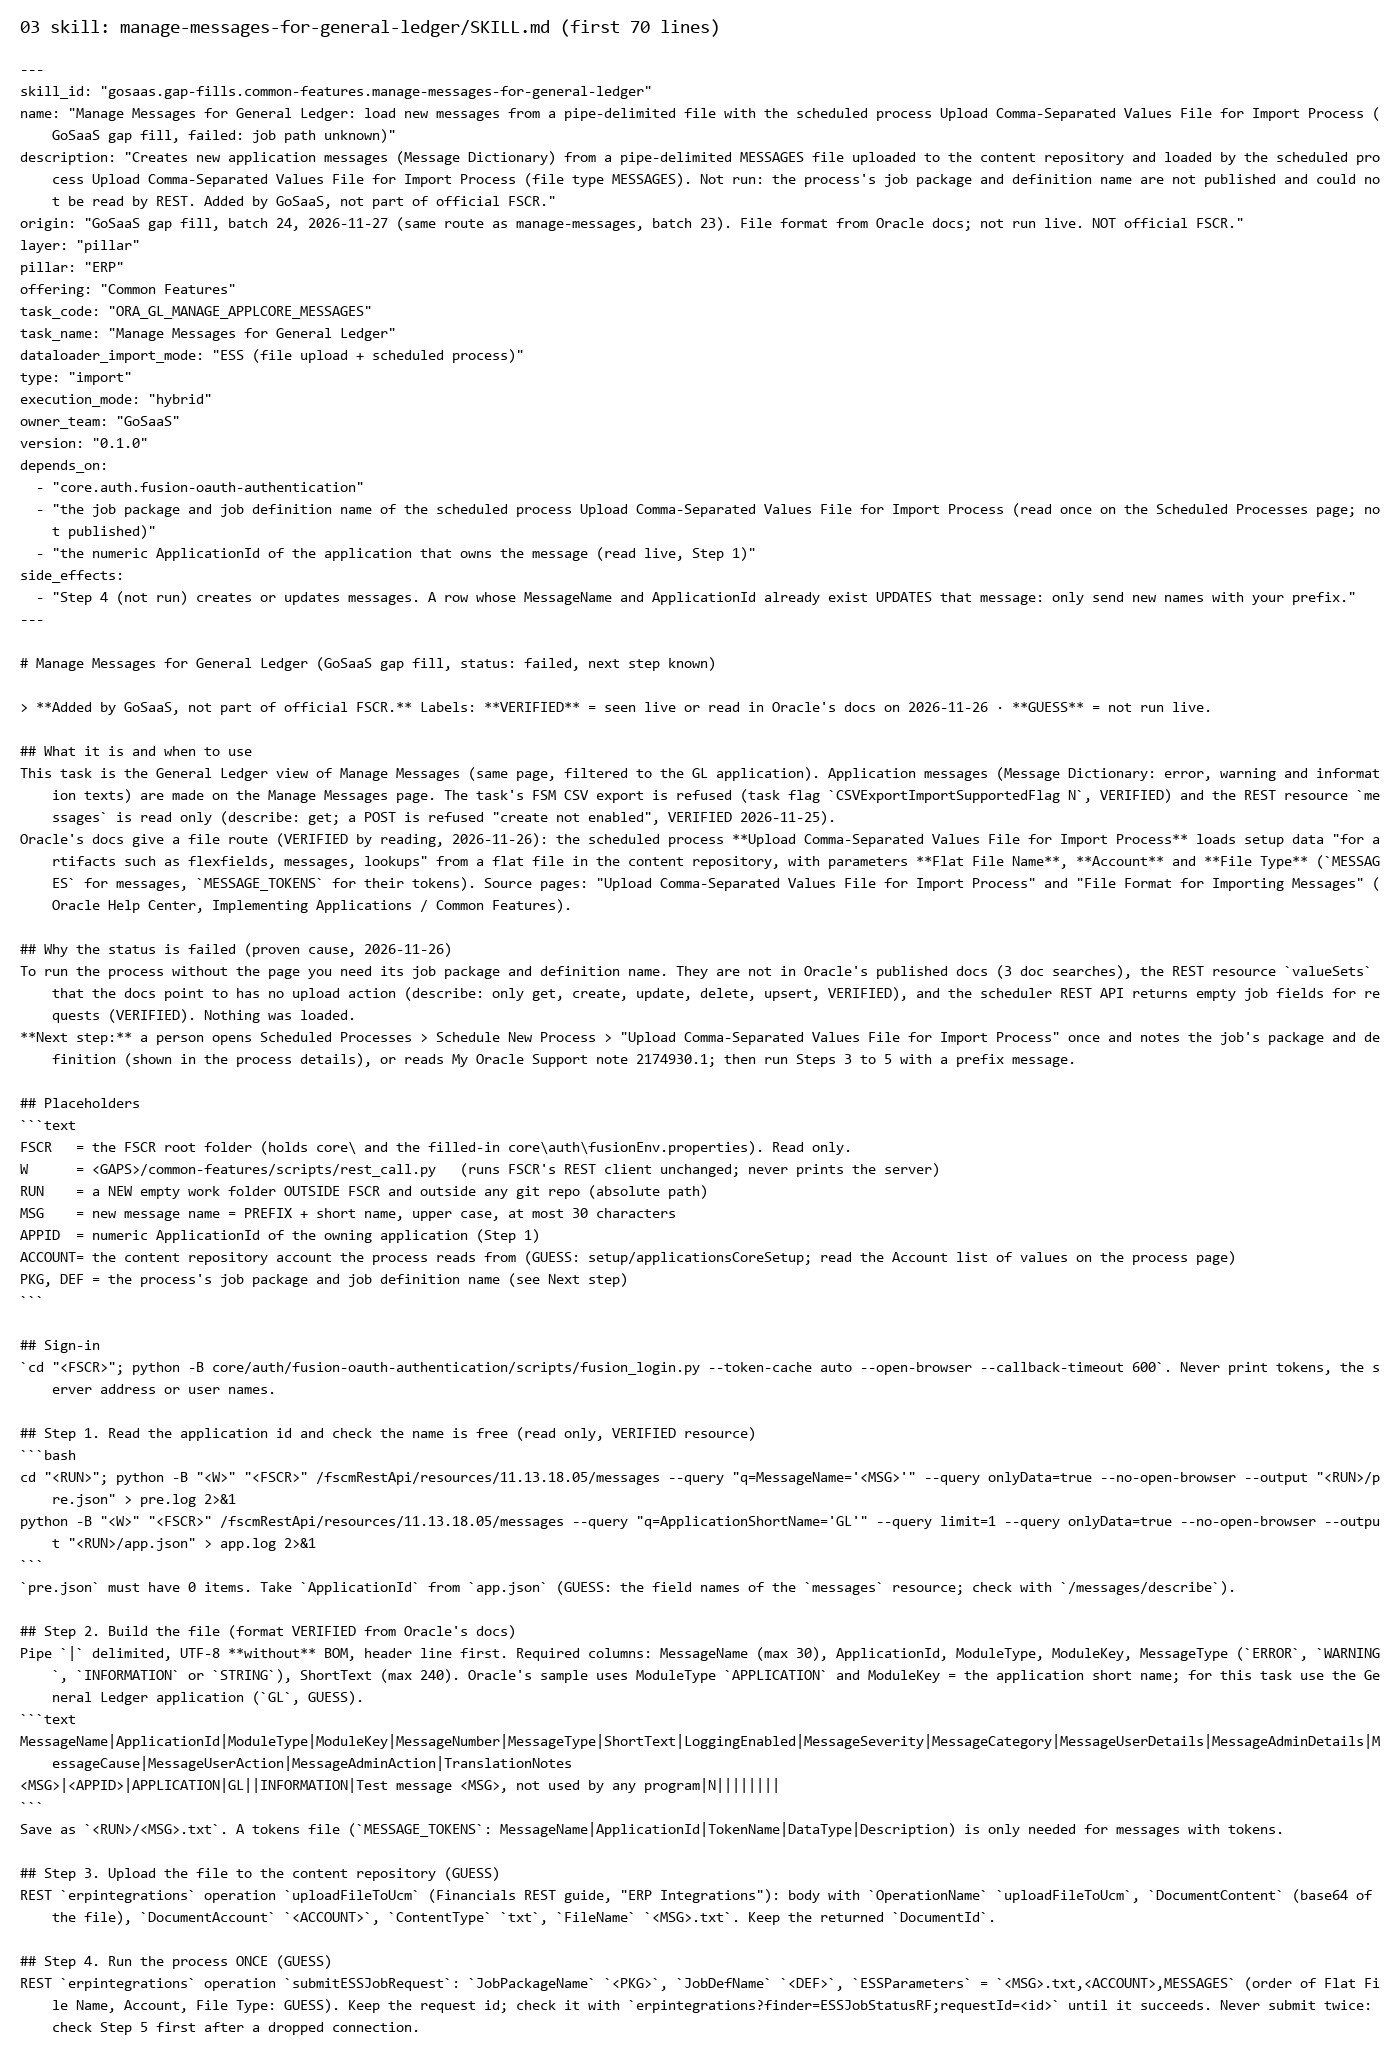 03 skill: manage-messages-for-general-ledger/SKILL.md (first 70 lines)
---
skill_id: "gosaas.gap-fills.common-features.manage-messages-for-general-ledger"
name: "Manage Messages for General Ledger: load new messages from a pipe-delimited file with the scheduled process Upload Comma-Separated Values File for Import Process (
GoSaaS gap fill, failed: job path unknown)"
description: "Creates new application messages (Message Dictionary) from a pipe-delimited MESSAGES file uploaded to the content repository and loaded by the scheduled pro
cess Upload Comma-Separated Values File for Import Process (file type MESSAGES). Not run: the process's job package and definition name are not published and could no
t be read by REST. Added by GoSaaS, not part of official FSCR."
origin: "GoSaaS gap fill, batch 24, 2026-11-27 (same route as manage-messages, batch 23). File format from Oracle docs; not run live. NOT official FSCR."
layer: "pillar"
pillar: "ERP"
offering: "Common Features"
task_code: "ORA_GL_MANAGE_APPLCORE_MESSAGES"
task_name: "Manage Messages for General Ledger"
dataloader_import_mode: "ESS (file upload + scheduled process)"
type: "import"
execution_mode: "hybrid"
owner_team: "GoSaaS"
version: "0.1.0"
depends_on:
  - "core.auth.fusion-oauth-authentication"
  - "the job package and job definition name of the scheduled process Upload Comma-Separated Values File for Import Process (read once on the Scheduled Processes page; no
t published)"
  - "the numeric ApplicationId of the application that owns the message (read live, Step 1)"
side_effects:
  - "Step 4 (not run) creates or updates messages. A row whose MessageName and ApplicationId already exist UPDATES that message: only send new names with your prefix."
---
# Manage Messages for General Ledger (GoSaaS gap fill, status: failed, next step known)
> **Added by GoSaaS, not part of official FSCR.** Labels: **VERIFIED** = seen live or read in Oracle's docs on 2026-11-26 · **GUESS** = not run live.
## What it is and when to use
This task is the General Ledger view of Manage Messages (same page, filtered to the GL application). Application messages (Message Dictionary: error, warning and informat
ion texts) are made on the Manage Messages page. The task's FSM CSV export is refused (task flag `CSVExportImportSupportedFlag N`, VERIFIED) and the REST resource `me
ssages` is read only (describe: get; a POST is refused "create not enabled", VERIFIED 2026-11-25).
Oracle's docs give a file route (VERIFIED by reading, 2026-11-26): the scheduled process **Upload Comma-Separated Values File for Import Process** loads setup data "for a
rtifacts such as flexfields, messages, lookups" from a flat file in the content repository, with parameters **Flat File Name**, **Account** and **File Type** (`MESSAG
ES` for messages, `MESSAGE_TOKENS` for their tokens). Source pages: "Upload Comma-Separated Values File for Import Process" and "File Format for Importing Messages" (
Oracle Help Center, Implementing Applications / Common Features).
## Why the status is failed (proven cause, 2026-11-26)
To run the process without the page you need its job package and definition name. They are not in Oracle's published docs (3 doc searches), the REST resource `valueSets`
that the docs point to has no upload action (describe: only get, create, update, delete, upsert, VERIFIED), and the scheduler REST API returns empty job fields for re
quests (VERIFIED). Nothing was loaded.
**Next step:** a person opens Scheduled Processes > Schedule New Process > "Upload Comma-Separated Values File for Import Process" once and notes the job's package and de
finition (shown in the process details), or reads My Oracle Support note 2174930.1; then run Steps 3 to 5 with a prefix message.
## Placeholders
```text
FSCR   = the FSCR root folder (holds core\ and the filled-in core\auth\fusionEnv.properties). Read only.
W      = <GAPS>/common-features/scripts/rest_call.py   (runs FSCR's REST client unchanged; never prints the server)
RUN    = a NEW empty work folder OUTSIDE FSCR and outside any git repo (absolute path)
MSG    = new message name = PREFIX + short name, upper case, at most 30 characters
APPID  = numeric ApplicationId of the owning application (Step 1)
ACCOUNT= the content repository account the process reads from (GUESS: setup/applicationsCoreSetup; read the Account list of values on the process page)
PKG, DEF = the process's job package and job definition name (see Next step)
```
## Sign-in
`cd "<FSCR>"; python -B core/auth/fusion-oauth-authentication/scripts/fusion_login.py --token-cache auto --open-browser --callback-timeout 600`. Never print tokens, the s
erver address or user names.
## Step 1. Read the application id and check the name is free (read only, VERIFIED resource)
```bash
cd "<RUN>"; python -B "<W>" "<FSCR>" /fscmRestApi/resources/11.13.18.05/messages --query "q=MessageName='<MSG>'" --query onlyData=true --no-open-browser --output "<RUN>/p
re.json" > pre.log 2>&1
python -B "<W>" "<FSCR>" /fscmRestApi/resources/11.13.18.05/messages --query "q=ApplicationShortName='GL'" --query limit=1 --query onlyData=true --no-open-browser --outpu
t "<RUN>/app.json" > app.log 2>&1
```
`pre.json` must have 0 items. Take `ApplicationId` from `app.json` (GUESS: the field names of the `messages` resource; check with `/messages/describe`).
## Step 2. Build the file (format VERIFIED from Oracle's docs)
Pipe `|` delimited, UTF-8 **without** BOM, header line first. Required columns: MessageName (max 30), ApplicationId, ModuleType, ModuleKey, MessageType (`ERROR`, `WARNING
`, `INFORMATION` or `STRING`), ShortText (max 240). Oracle's sample uses ModuleType `APPLICATION` and ModuleKey = the application short name; for this task use the Ge
neral Ledger application (`GL`, GUESS).
```text
MessageName|ApplicationId|ModuleType|ModuleKey|MessageNumber|MessageType|ShortText|LoggingEnabled|MessageSeverity|MessageCategory|MessageUserDetails|MessageAdminDetails|M
essageCause|MessageUserAction|MessageAdminAction|TranslationNotes
<MSG>|<APPID>|APPLICATION|GL||INFORMATION|Test message <MSG>, not used by any program|N||||||||
```
Save as `<RUN>/<MSG>.txt`. A tokens file (`MESSAGE_TOKENS`: MessageName|ApplicationId|TokenName|DataType|Description) is only needed for messages with tokens.
## Step 3. Upload the file to the content repository (GUESS)
REST `erpintegrations` operation `uploadFileToUcm` (Financials REST guide, "ERP Integrations"): body with `OperationName` `uploadFileToUcm`, `DocumentContent` (base64 of
the file), `DocumentAccount` `<ACCOUNT>`, `ContentType` `txt`, `FileName` `<MSG>.txt`. Keep the returned `DocumentId`.
## Step 4. Run the process ONCE (GUESS)
REST `erpintegrations` operation `submitESSJobRequest`: `JobPackageName` `<PKG>`, `JobDefName` `<DEF>`, `ESSParameters` = `<MSG>.txt,<ACCOUNT>,MESSAGES` (order of Flat Fi
le Name, Account, File Type: GUESS). Keep the request id; check it with `erpintegrations?finder=ESSJobStatusRF;requestId=<id>` until it succeeds. Never submit twice:
check Step 5 first after a dropped connection.